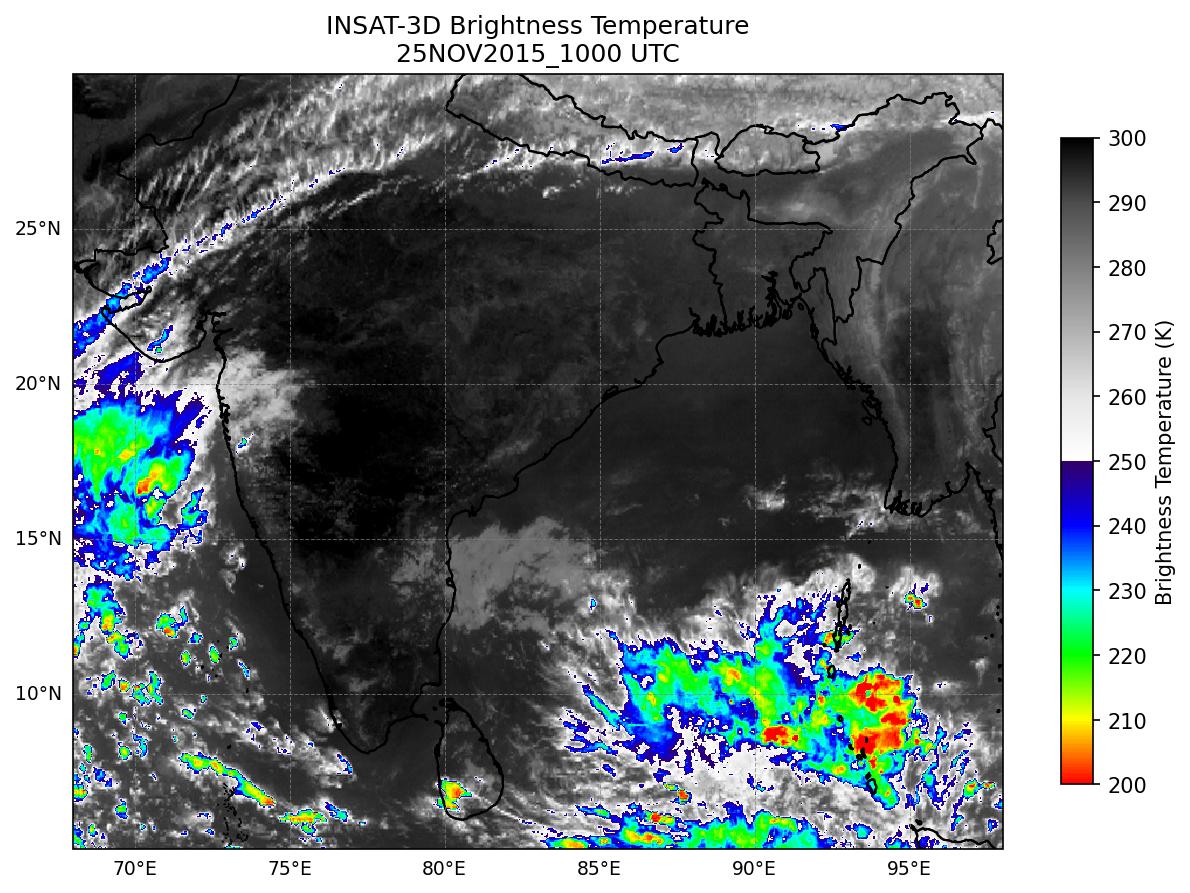 INSAT-3D Brightness Temperature
25NOV2015_1000 UTC
25°N
20°N
15°N
10°N
70°E
75°E
80°E
85°E
90°E
95°E
300
290
280
270
260
250
240
230
220
210
200
Brightness Temperature (K)